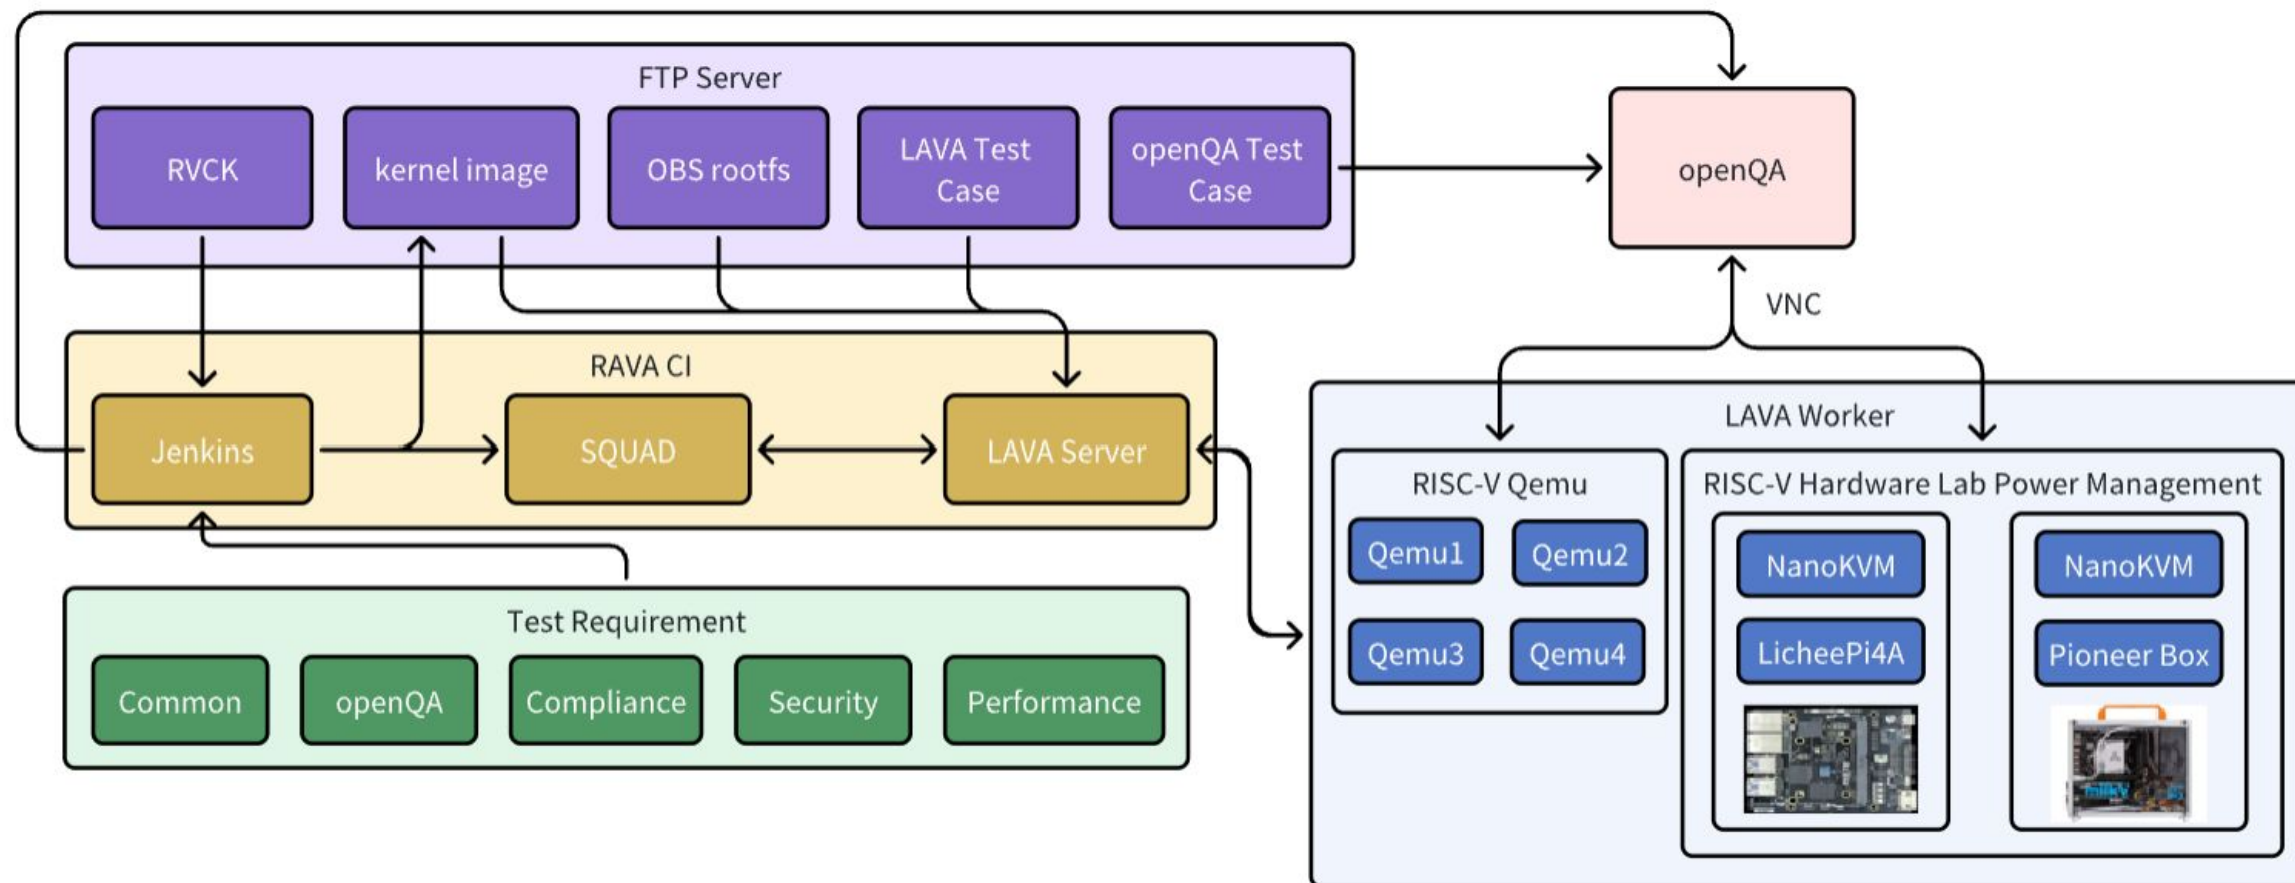 FTP Server
RVCK
kernel image
OBS rootfs
LAVA Test
Case
openQA Test
Case
openQA
VNC
RAVA CI
Jenkins
SQUAD
LAVA Server
Test Requirement
Common
openQA
Compliance
Security
Performance
LAVA Worker
RISC-V Qemu
Qemu1
Qemu2
Qemu3
Qemu4
RISC-V Hardware Lab Power Management
NanoKVM
LicheePi4A
NanoKVM
Pioneer Box
milkV